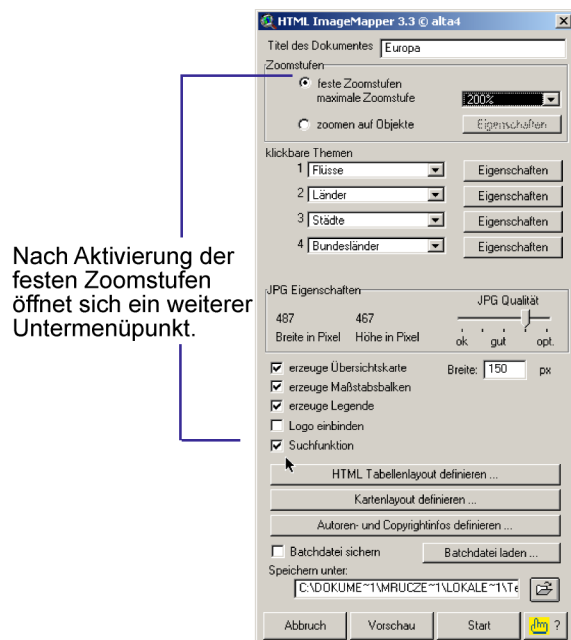 HTML ImageMapper 3.3 © alta4
Titel des Dokumentes Europa
Zoomstufen
feste Zoomstufen
maximale Zoomstufe 200%
zoomen auf Objekte Eigenschaften
klickbare Themen
1 Flüsse Eigenschaften
2 Länder Eigenschaften
3 Städte Eigenschaften
4 Bundesländer Eigenschaften
Nach Aktivierung der
festen Zoomstufen
öffnet sich ein weiterer
Untermenüpunkt.
JPG Eigenschaften
JPG Qualität
487 467
Breite in Pixel Höhe in Pixel
ok gut opt.
erzeuge Übersichtskarte Breite: 150 px
erzeuge Maßstabsbalken
erzeuge Legende
Logo einbinden
Suchfunktion
HTML Tabellenlayout definieren ...
Kartenlayout definieren ...
Autoren- und Copyrightinfos definieren ...
Batchdatei sichern Batchdatei laden ...
Speichern unter:
C:\DOKUME~1\MRUCZE~1\LOKALE~1\Te
Abbruch Vorschau Start ?